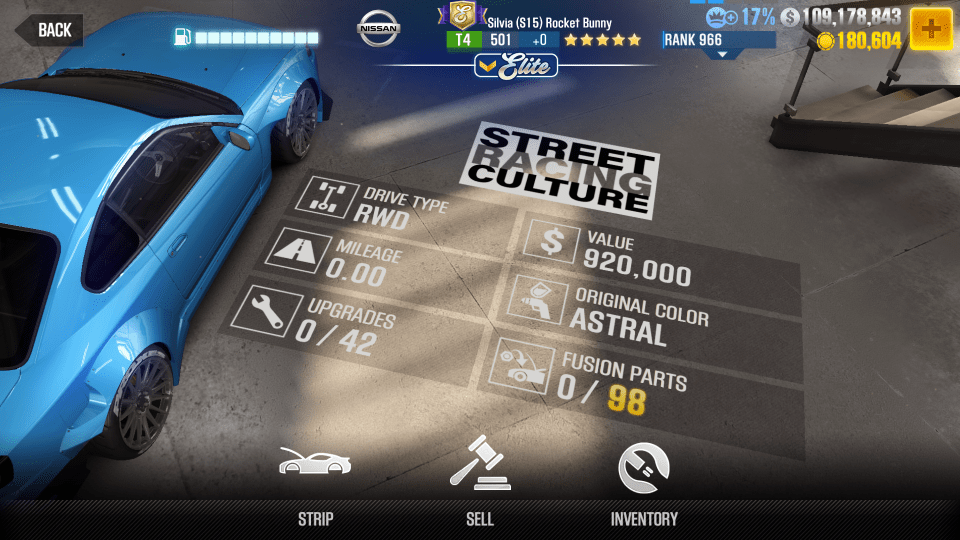 BACK
NISSAN
Silvia (S15) Rocket Bunny
T4 501 +0
Elite
17% $109,178,843
RANK 966
180,604
STREET
RACING
CULTURE
DRIVE TYPE
RWD
MILEAGE
0.00
UPGRADES
0 / 42
$ VALUE
920,000
ORIGINAL COLOR
ASTRAL
FUSION PARTS
0 / 98
STRIP
SELL
INVENTORY